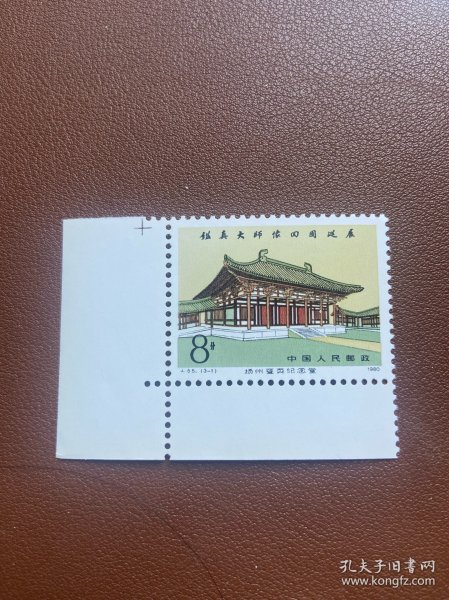 鑑真大师像回国巡展
8分
中国人民邮政
J.55.(3-1)
扬州鉴真纪念堂
1980
孔夫子旧书网
www.kongfz.com